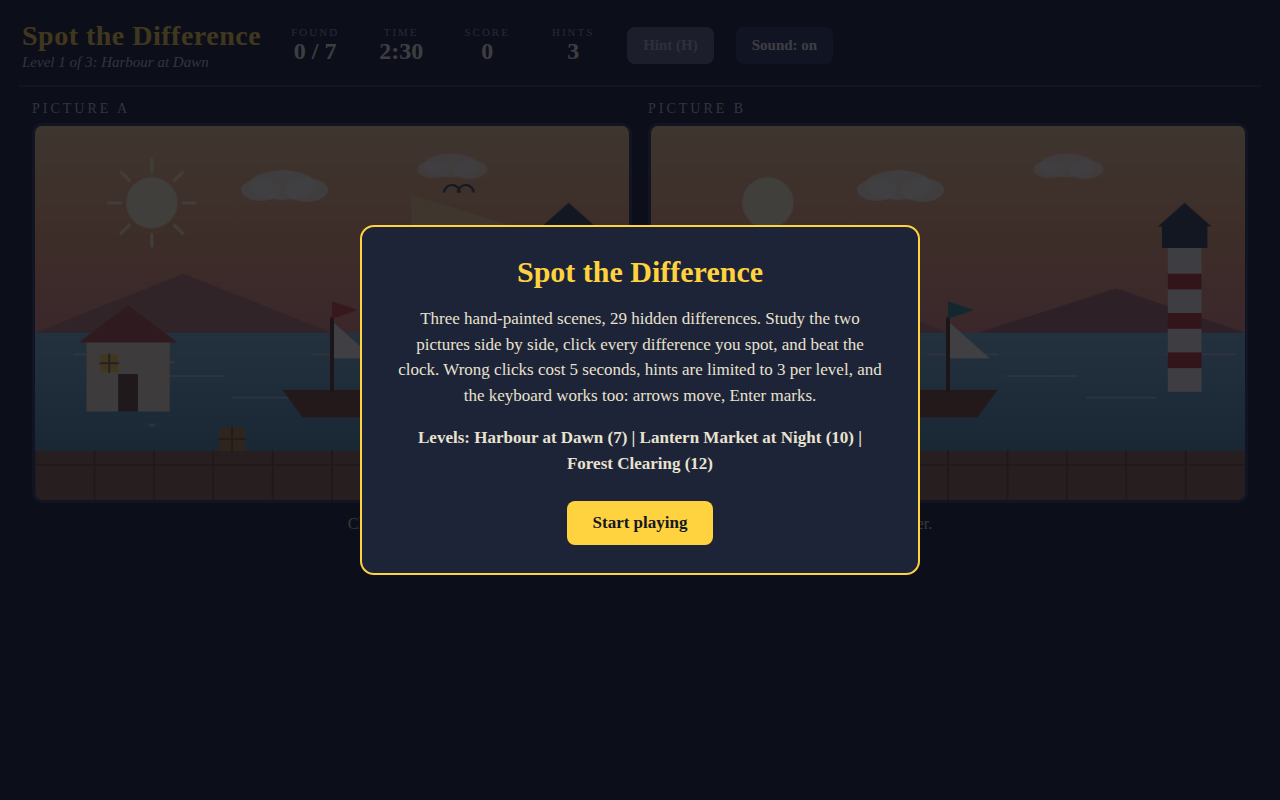 Spot the Difference
Level 1 of 3: Harbour at Dawn
FOUND
0 / 7
TIME
2:30
SCORE
0
HINTS
3
Hint (H)
Sound: on
PICTURE A
PICTURE B
Spot the Difference
Three hand-painted scenes, 29 hidden differences. Study the two
pictures side by side, click every difference you spot, and beat the
clock. Wrong clicks cost 5 seconds, hints are limited to 3 per level, and
the keyboard works too: arrows move, Enter marks.
Levels: Harbour at Dawn (7) | Lantern Market at Night (10) |
Forest Clearing (12)
Start playing